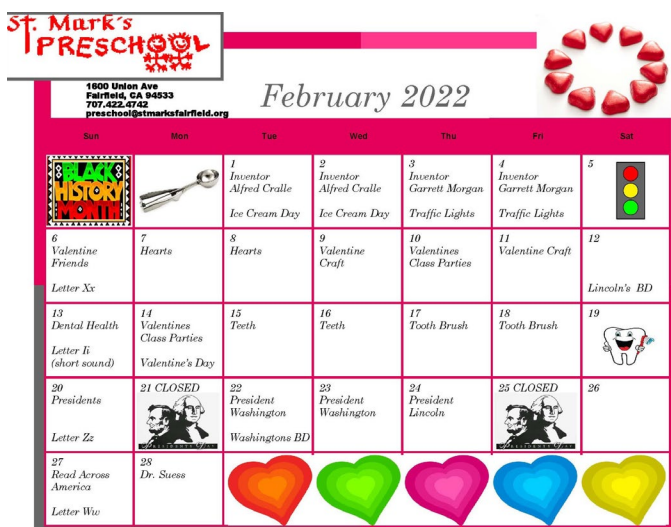 St. Mark's
PRESCHOOL
1600 Union Ave
Fairfield, CA 94533
707.422.4742
preschool@stmarksfairfield.org
February 2022
Sun Mon Tue Wed Thu Fri Sat
BLACK
HISTORY
MONTH
1
Inventor
Alfred Cralle
Ice Cream Day
2
Inventor
Alfred Cralle
Ice Cream Day
3
Inventor
Garrett Morgan
Traffic Lights
4
Inventor
Garrett Morgan
Traffic Lights
5
6
Valentine
Friends
Letter Xx
7
Hearts
8
Hearts
9
Valentine
Craft
10
Valentines
Class Parties
11
Valentine Craft
12
Lincoln's BD
13
Dental Health
Letter Ii
(short sound)
14
Valentines
Class Parties
Valentine's Day
15
Teeth
16
Teeth
17
Tooth Brush
18
Tooth Brush
19
20
Presidents
Letter Zz
21 CLOSED
PRESIDENTS DAY
22
President
Washington
Washingtons BD
23
President
Washington
24
President
Lincoln
25 CLOSED
PRESIDENTS DAY
26
27
Read Across
America
Letter Ww
28
Dr. Suess